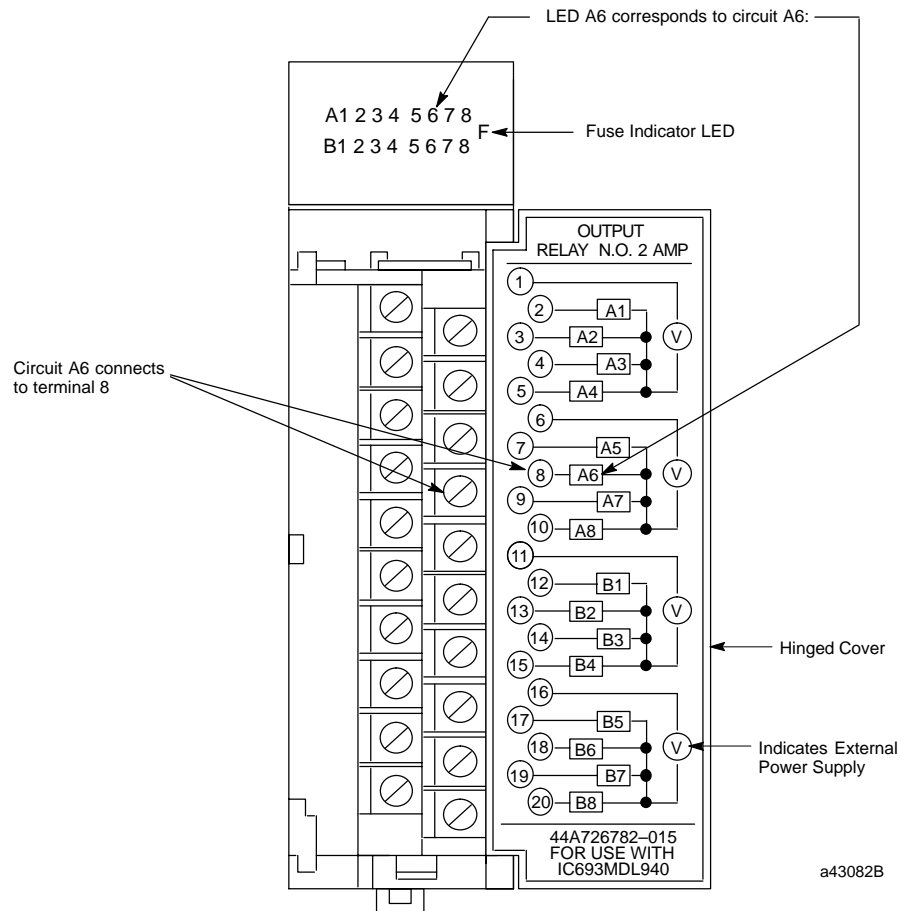 LED A6 corresponds to circuit A6:
A1 2 3 4 5 6 7 8
F
Fuse Indicator LED
B1 2 3 4 5 6 7 8
OUTPUT
RELAY N.O. 2 AMP
1
2 A1
3 A2 V
4 A3
5 A4
Circuit A6 connects
to terminal 8
6
7 A5
8 A6 V
9 A7
10 A8
11
12 B1
13 B2 V
14 B3
15 B4
Hinged Cover
16
17 B5
18 B6 V
19 B7
20 B8
Indicates External
Power Supply
44A726782–015
FOR USE WITH
IC693MDL940
a43082B